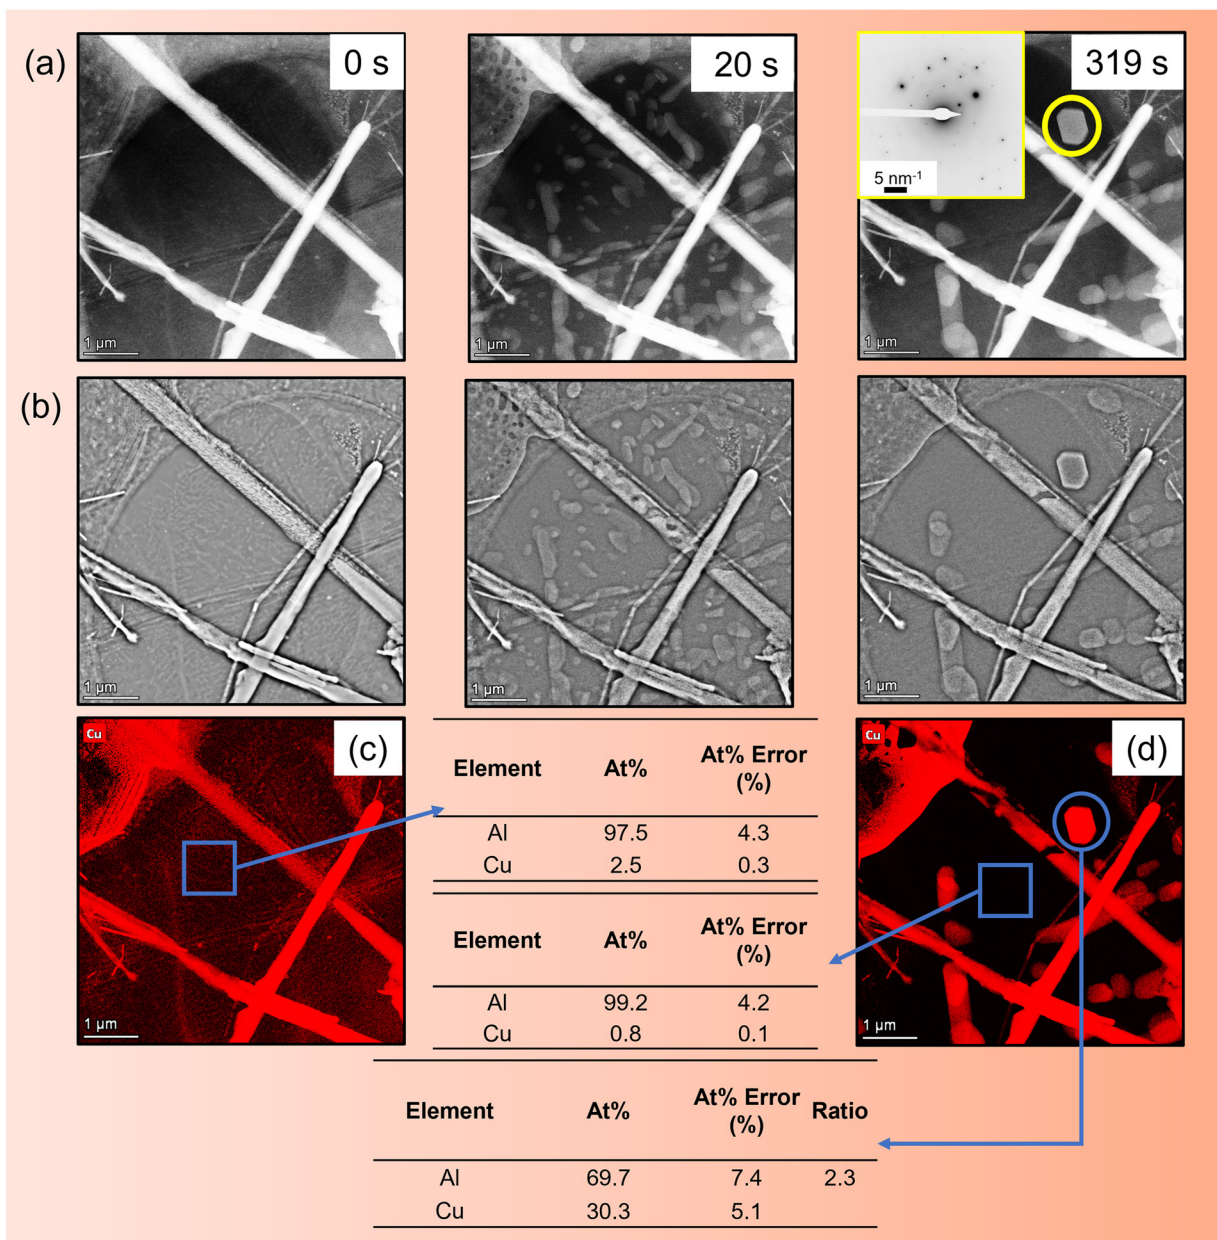 (a)
0 s
20 s
319 s
5 nm-1
1 µm
1 µm
1 µm
(b)
1 µm
1 µm
1 µm
Cu
(c)
1 µm
Element At% At% Error
(%)
Al 97.5 4.3
Cu 2.5 0.3
Element At% At% Error
(%)
Al 99.2 4.2
Cu 0.8 0.1
Cu
(d)
1 µm
Element At% At% Error
(%) Ratio
Al 69.7 7.4 2.3
Cu 30.3 5.1